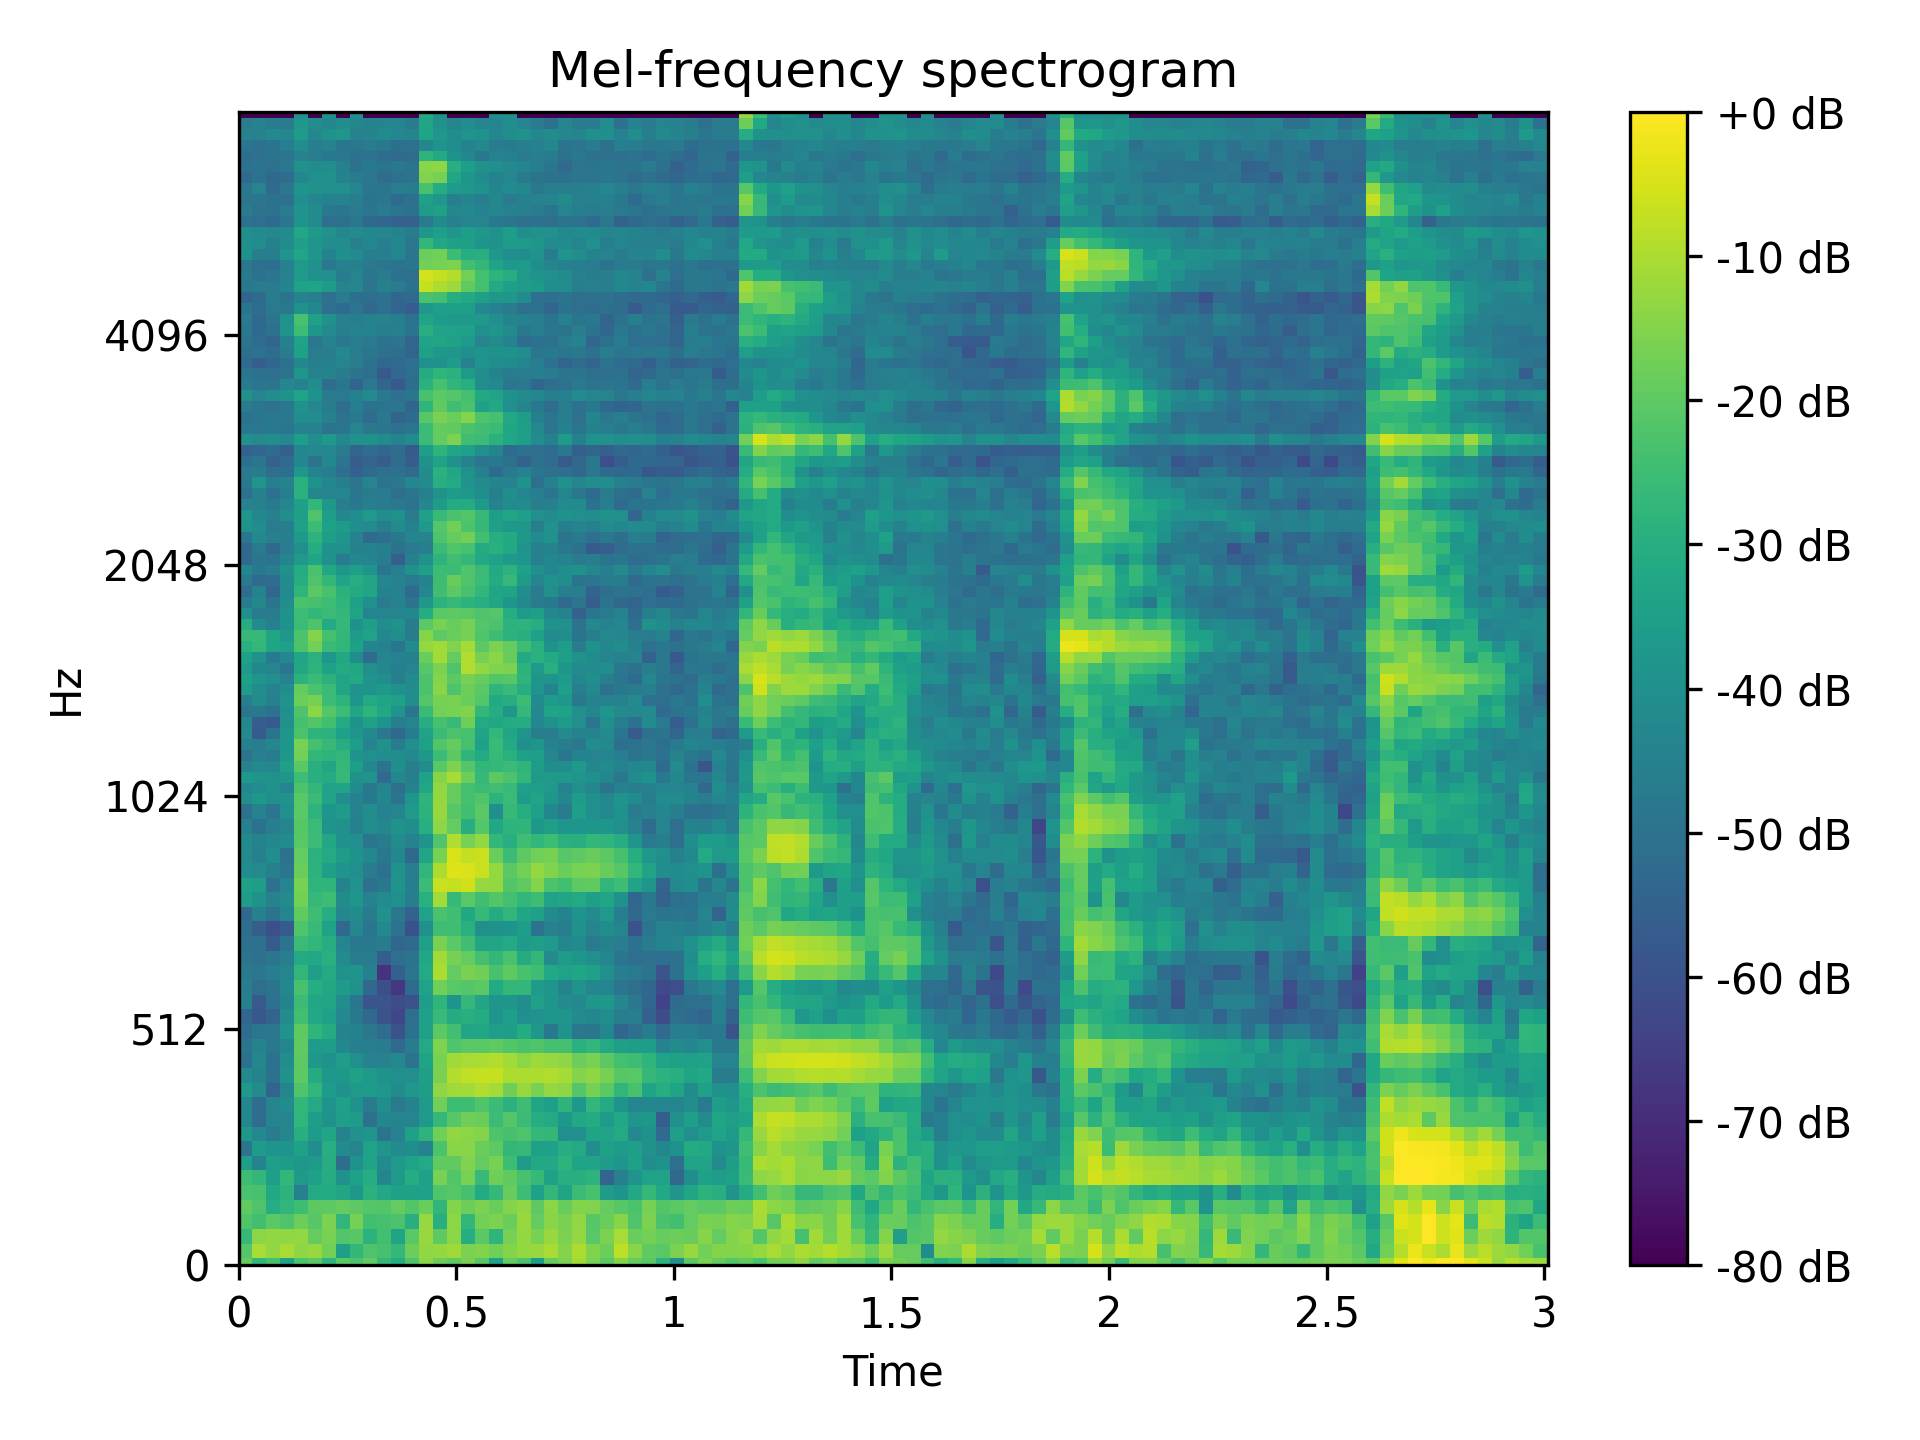 Mel-frequency spectrogram
Hz
4096
2048
1024
512
0
0 0.5 1 1.5 2 2.5 3
Time
+0 dB
-10 dB
-20 dB
-30 dB
-40 dB
-50 dB
-60 dB
-70 dB
-80 dB